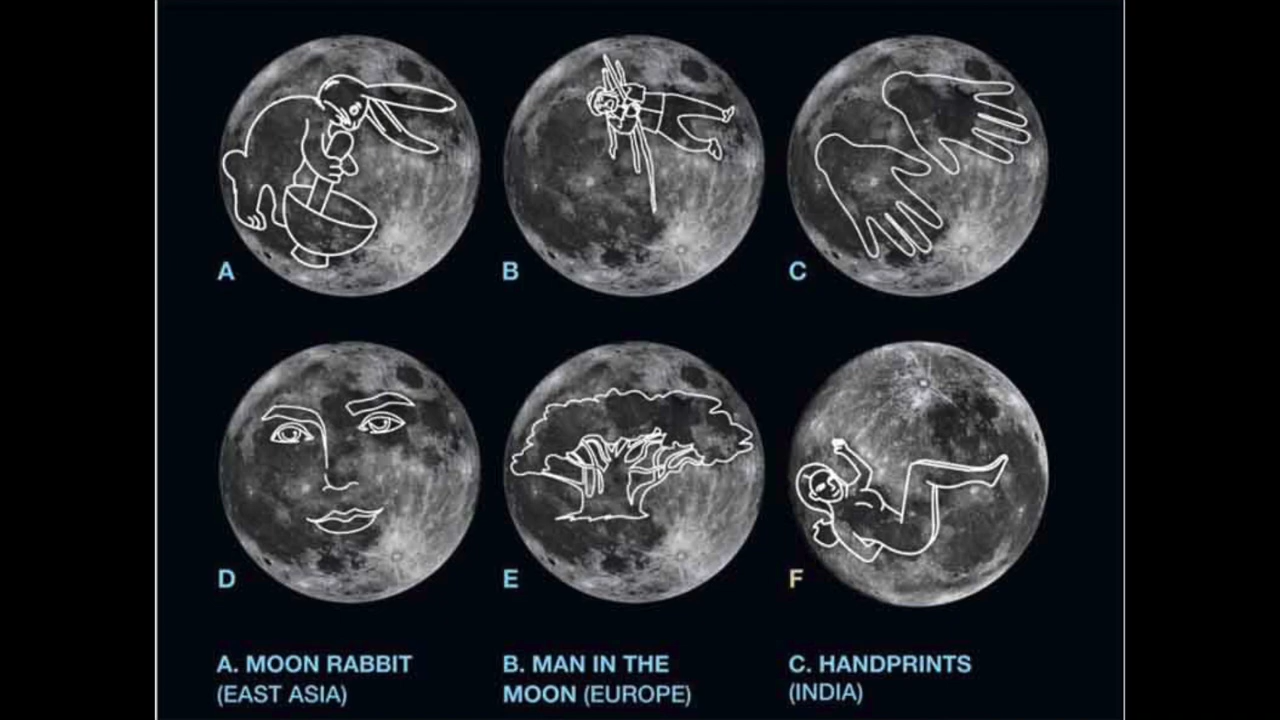 A
B
C
D
E
F
A. MOON RABBIT
(EAST ASIA)
B. MAN IN THE
MOON (EUROPE)
C. HANDPRINTS
(INDIA)